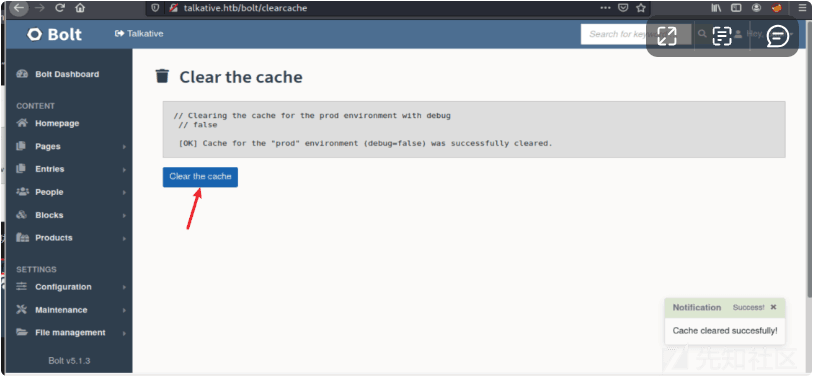 talkative.htb/bolt/clearcache
Bolt
Talkative
Search for keyw
Hey,
Bolt Dashboard
CONTENT
Homepage
Pages
Entries
People
Blocks
Products
SETTINGS
Configuration
Maintenance
File management
Bolt v5.1.3
Clear the cache
// Clearing the cache for the prod environment with debug
// false
[OK] Cache for the "prod" environment (debug=false) was successfully cleared.
Clear the cache
Notification Success! ×
Cache cleared succesfully!
先知社区